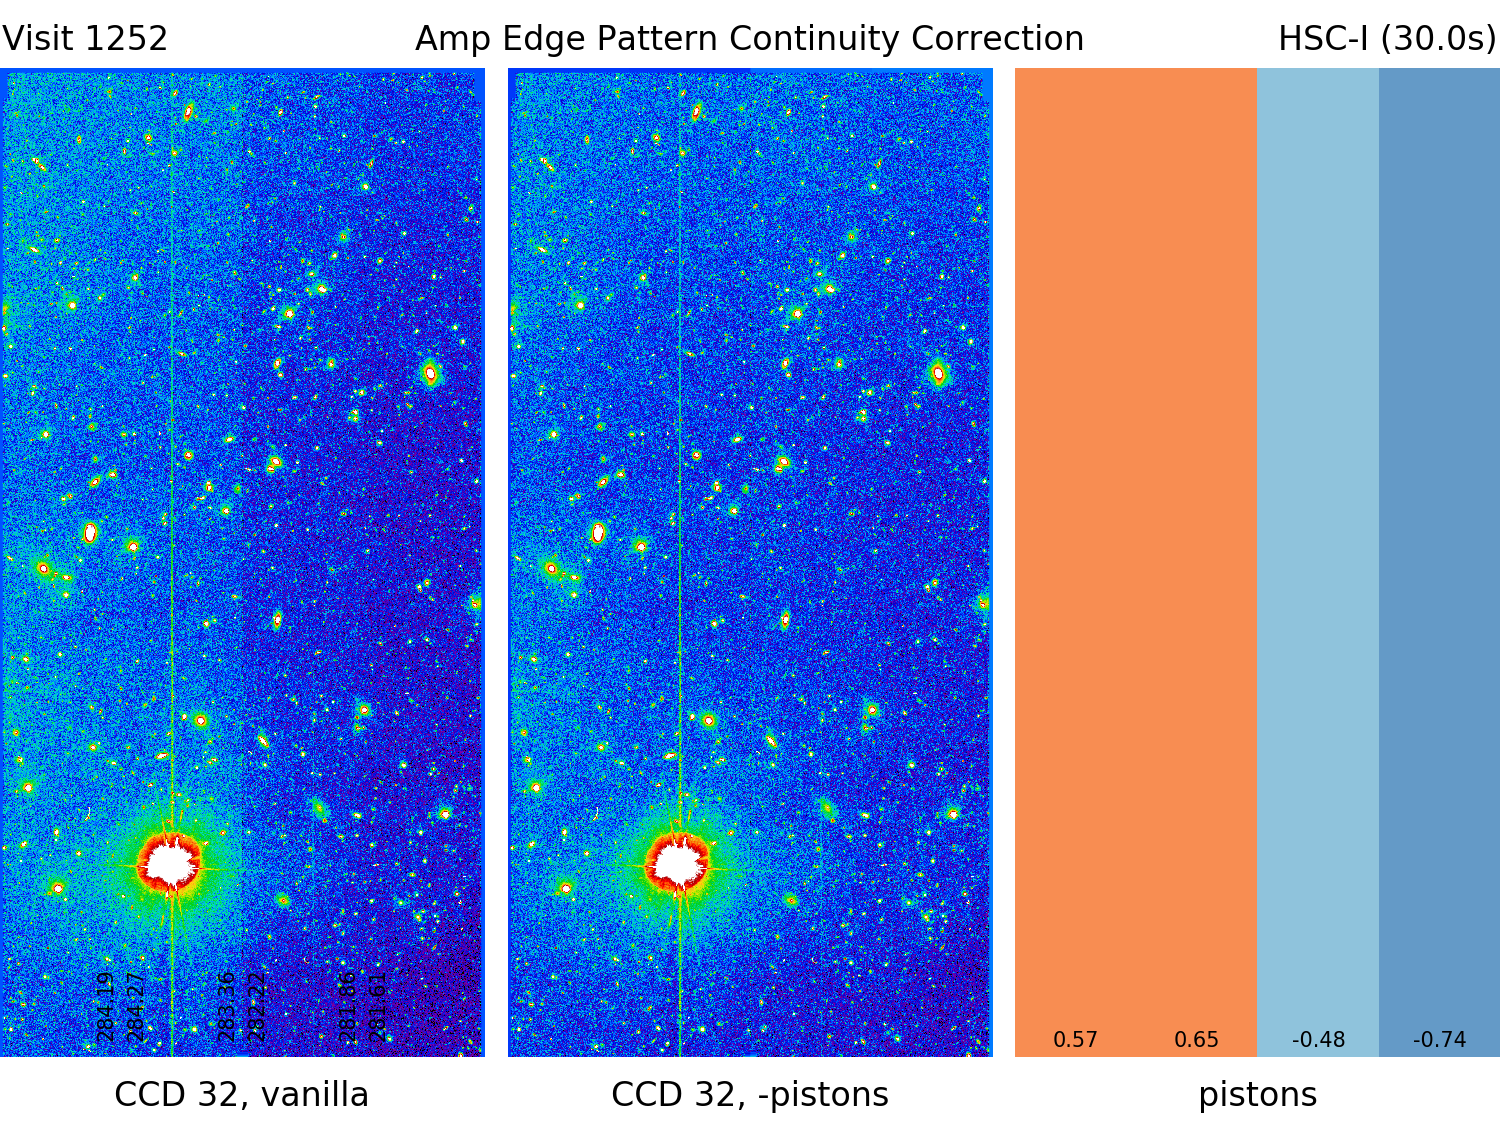 Visit 1252
Amp Edge Pattern Continuity Correction
HSC-I (30.0s)
284.19
284.27
283.36
282.22
281.86
281.61
0.57
0.65
-0.48
-0.74
CCD 32, vanilla
CCD 32, -pistons
pistons